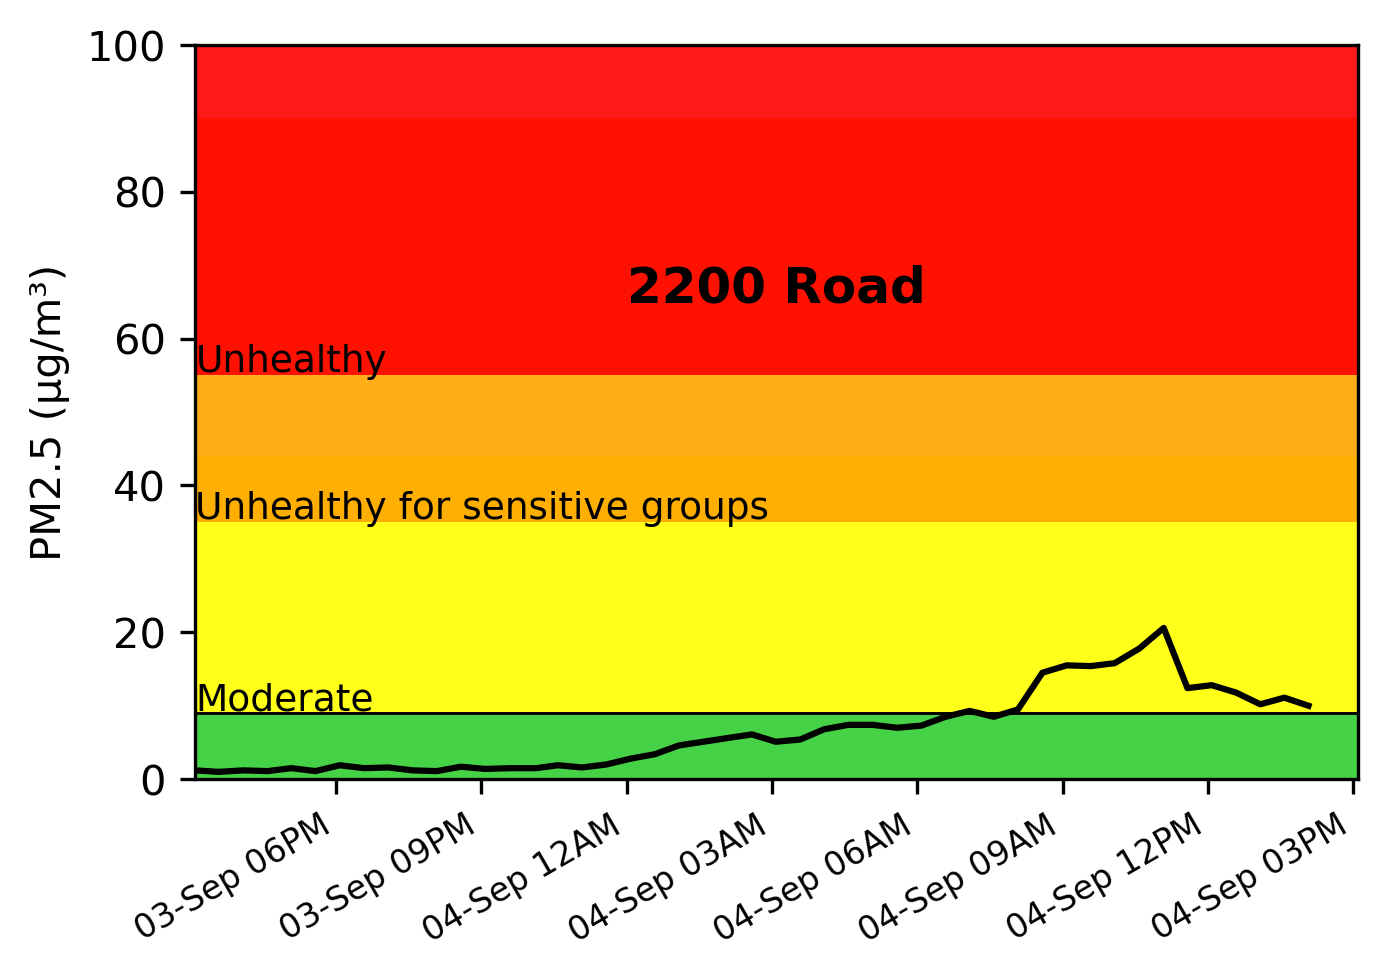 100
80
60
40
20
0
PM2.5 (µg/m³)
2200 Road
Unhealthy
Unhealthy for sensitive groups
Moderate
03-Sep 06PM
03-Sep 09PM
04-Sep 12AM
04-Sep 03AM
04-Sep 06AM
04-Sep 09AM
04-Sep 12PM
04-Sep 03PM